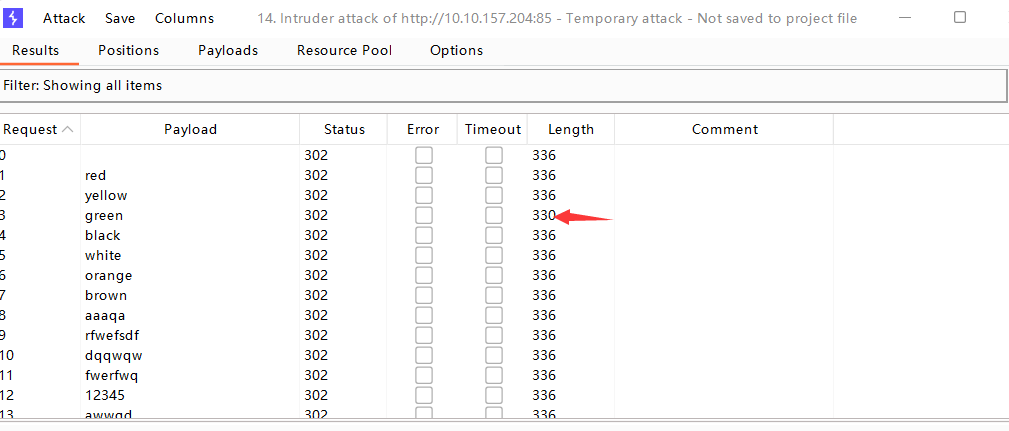 Attack Save Columns 14. Intruder attack of http://10.10.157.204:85 - Temporary attack - Not saved to project file
Results Positions Payloads Resource Pool Options
Filter: Showing all items
Request Payload Status Error Timeout Length Comment
0 302 336
1 red 302 336
2 yellow 302 336
3 green 302 330
4 black 302 336
5 white 302 336
6 orange 302 336
7 brown 302 336
8 aaaqa 302 336
9 rfwefsdf 302 336
10 dqqwqw 302 336
11 fwerfwq 302 336
12 12345 302 336
13 awwqd 302 336